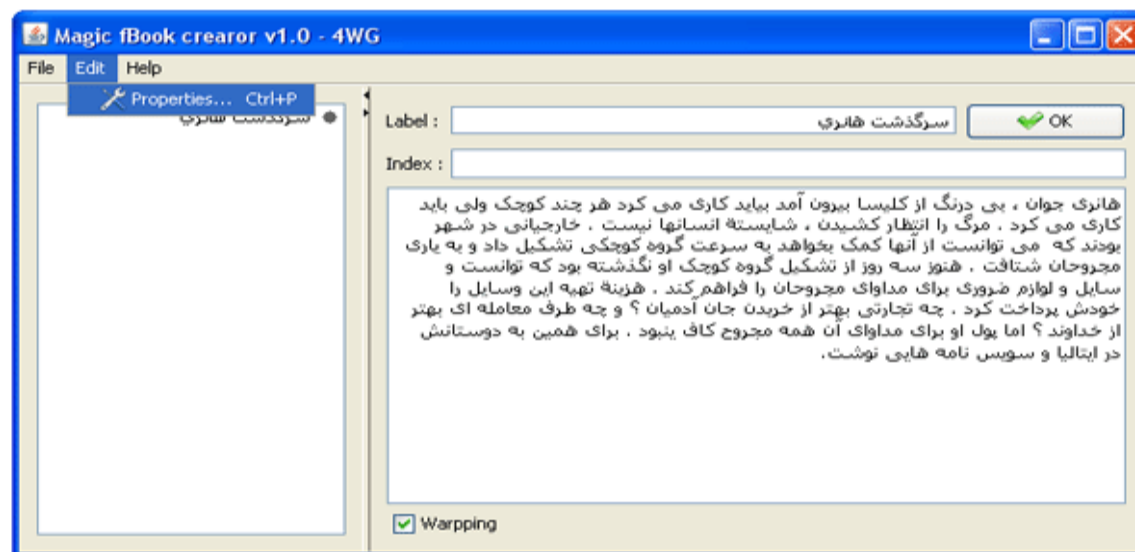 Magic fBook crearor v1.0 - 4WG
File Edit Help
Properties... Ctrl+P
سرگذشت هانري
Label :
سرگذشت هانري
OK
Index :
هانری جوان ، بی درنگ از کلیسا بیرون آمد بیاید کاری می کرد هر چند کوچک ولی باید
کاری می کرد . مرگ را انتظار کشیدن ، شایستهٔ انسانها نیست . خارجیانی در شهر
بودند که می توانست از آنها کمک بخواهد به سرعت گروه کوچکی تشکیل داد و به یاری
مجروحان شتافت . هنوز سه روز از تشکیل گروه کوچک او نگذشته بود که توانست و
سایل و لوازم ضروری برای مداوای مجروحان را فراهم کند . هزینهٔ تهیه این وسایل را
خودش پرداخت کرد . چه تجارتی بهتر از خریدن جان آدمیان ؟ و چه طرف معامله ای بهتر
از خداوند ؟ اما پول او برای مداوای آن همه مجروح کاف ینبود . برای همین به دوستانش
در ایتالیا و سویس نامه هایی نوشت.
Warpping